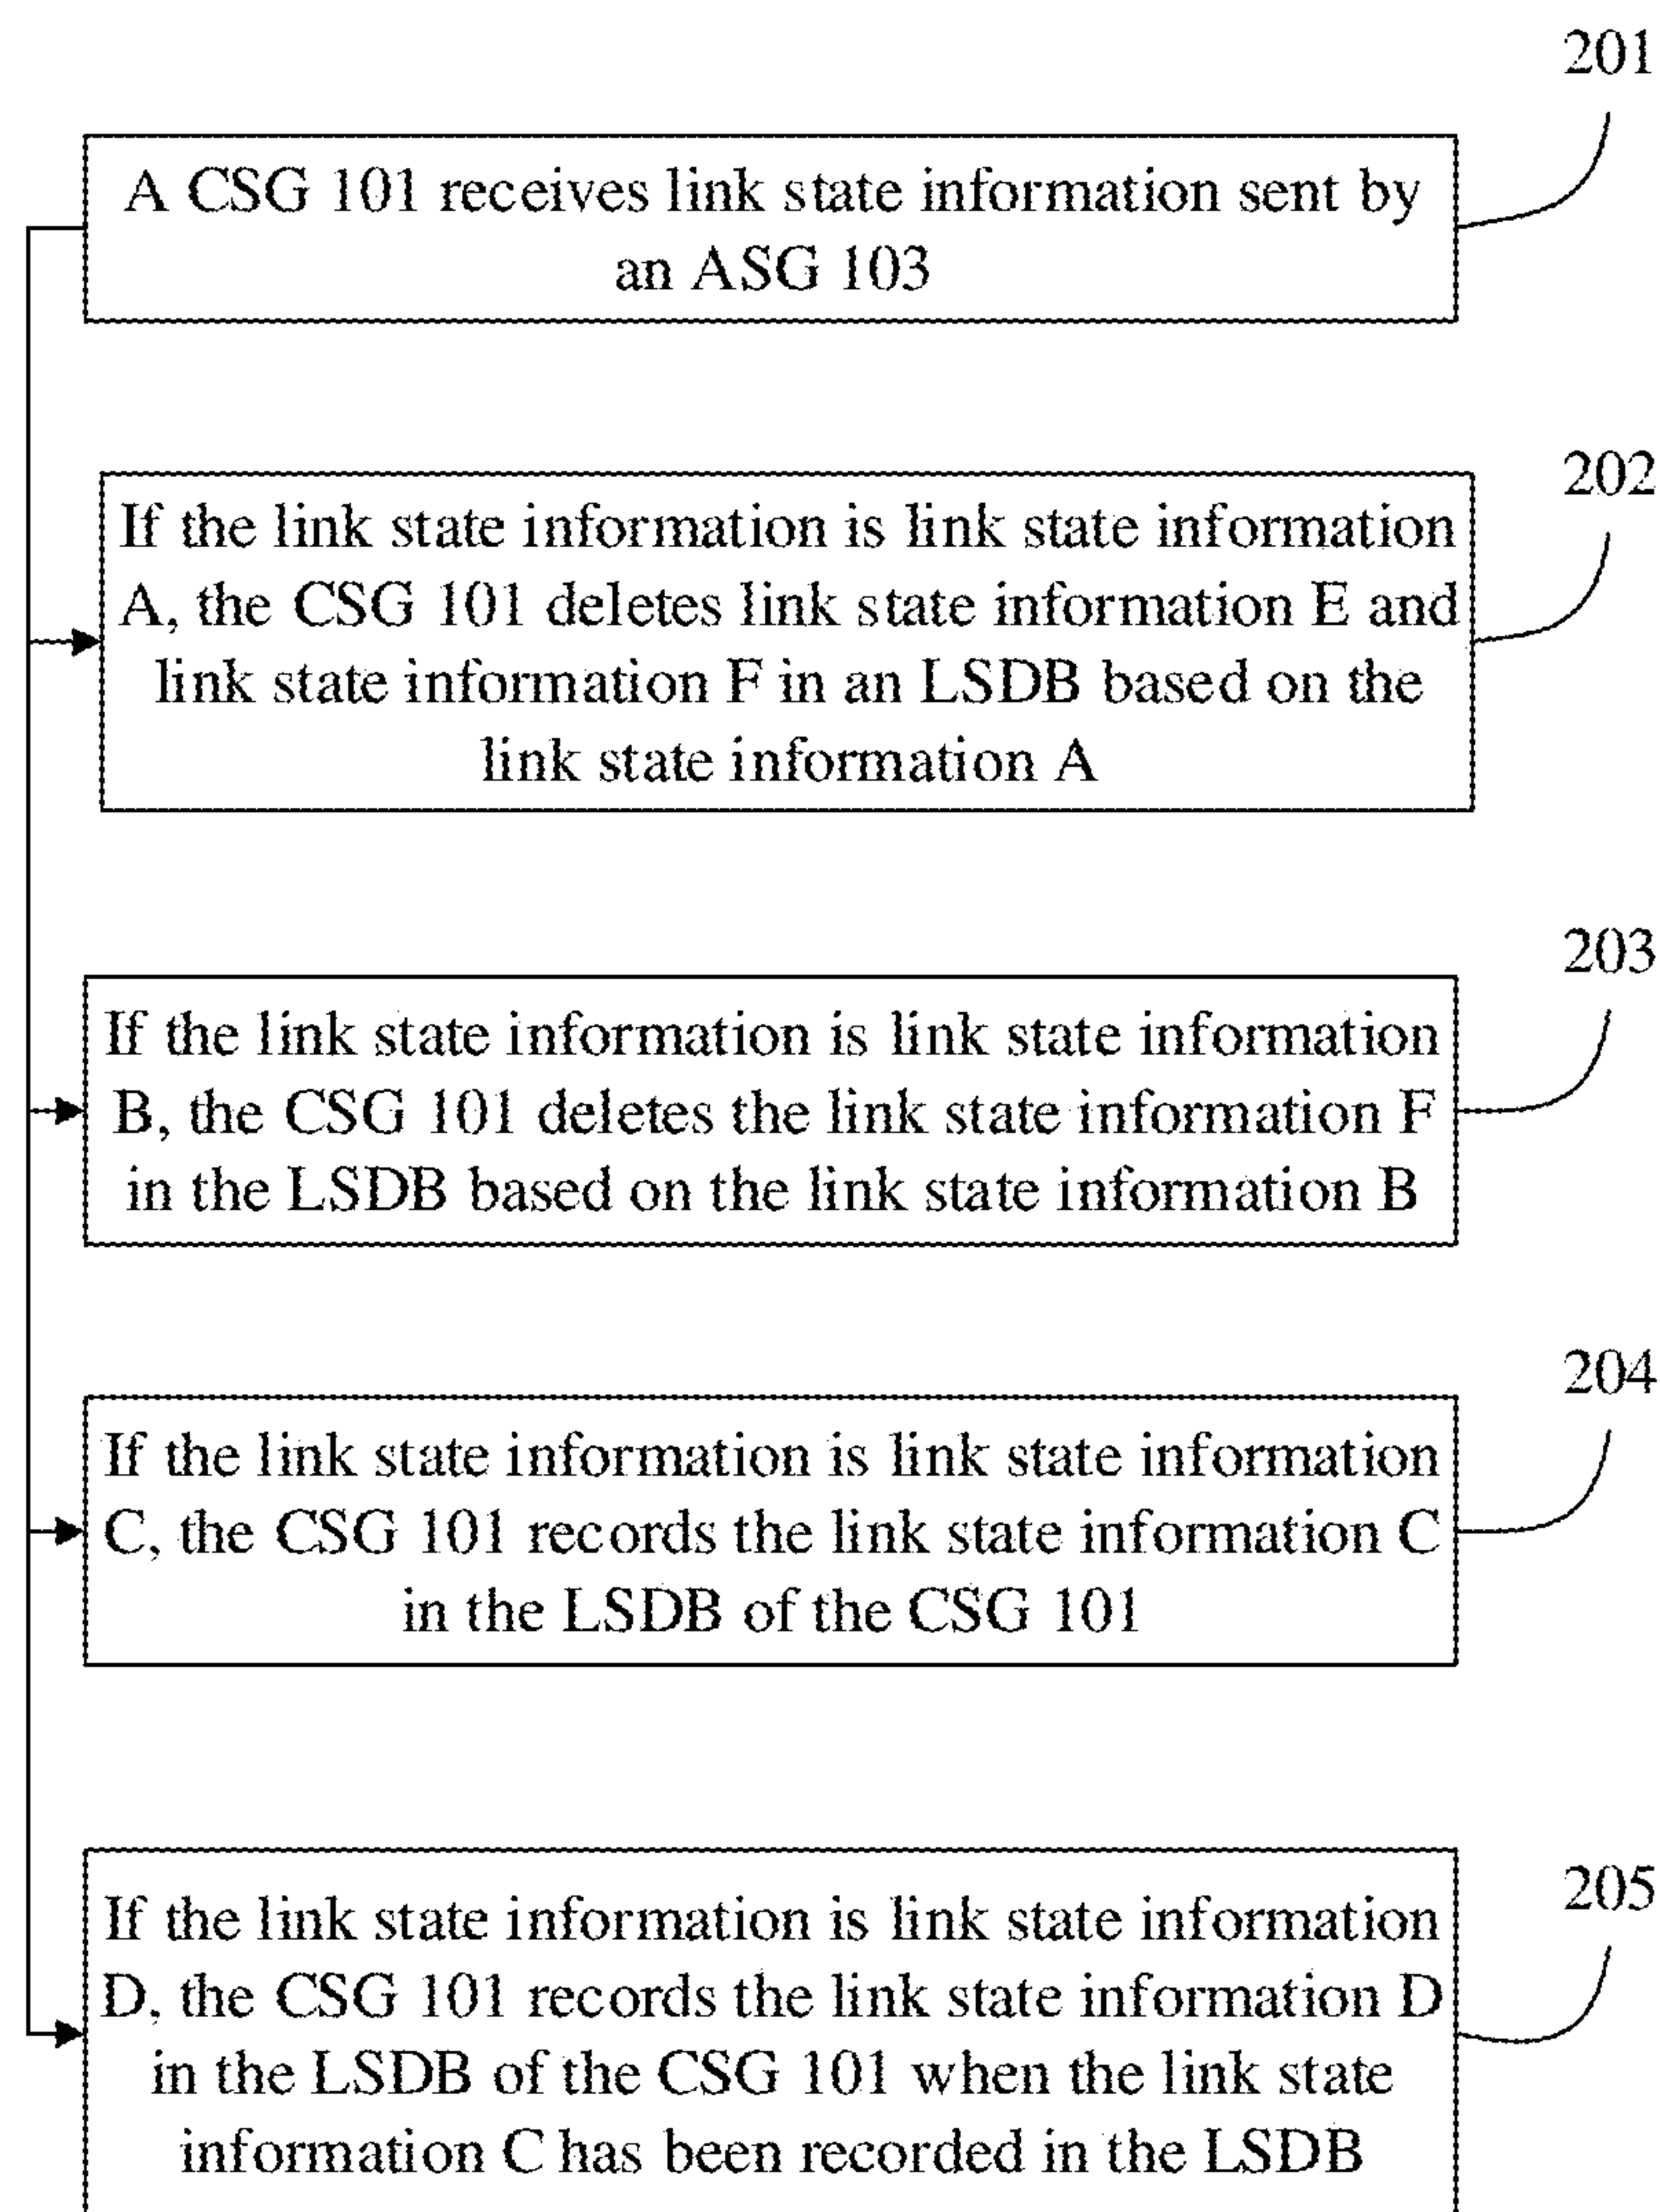 201
A CSG 101 receives link state information sent by
an ASG 103
202
If the link state information is link state information
A, the CSG 101 deletes link state information E and
link state information F in an LSDB based on the
link state information A
203
If the link state information is link state information
B, the CSG 101 deletes the link state information F
in the LSDB based on the link state information B
204
If the link state information is link state information
C, the CSG 101 records the link state information C
in the LSDB of the CSG 101
205
If the link state information is link state information
D, the CSG 101 records the link state information D
in the LSDB of the CSG 101 when the link state
information C has been recorded in the LSDB